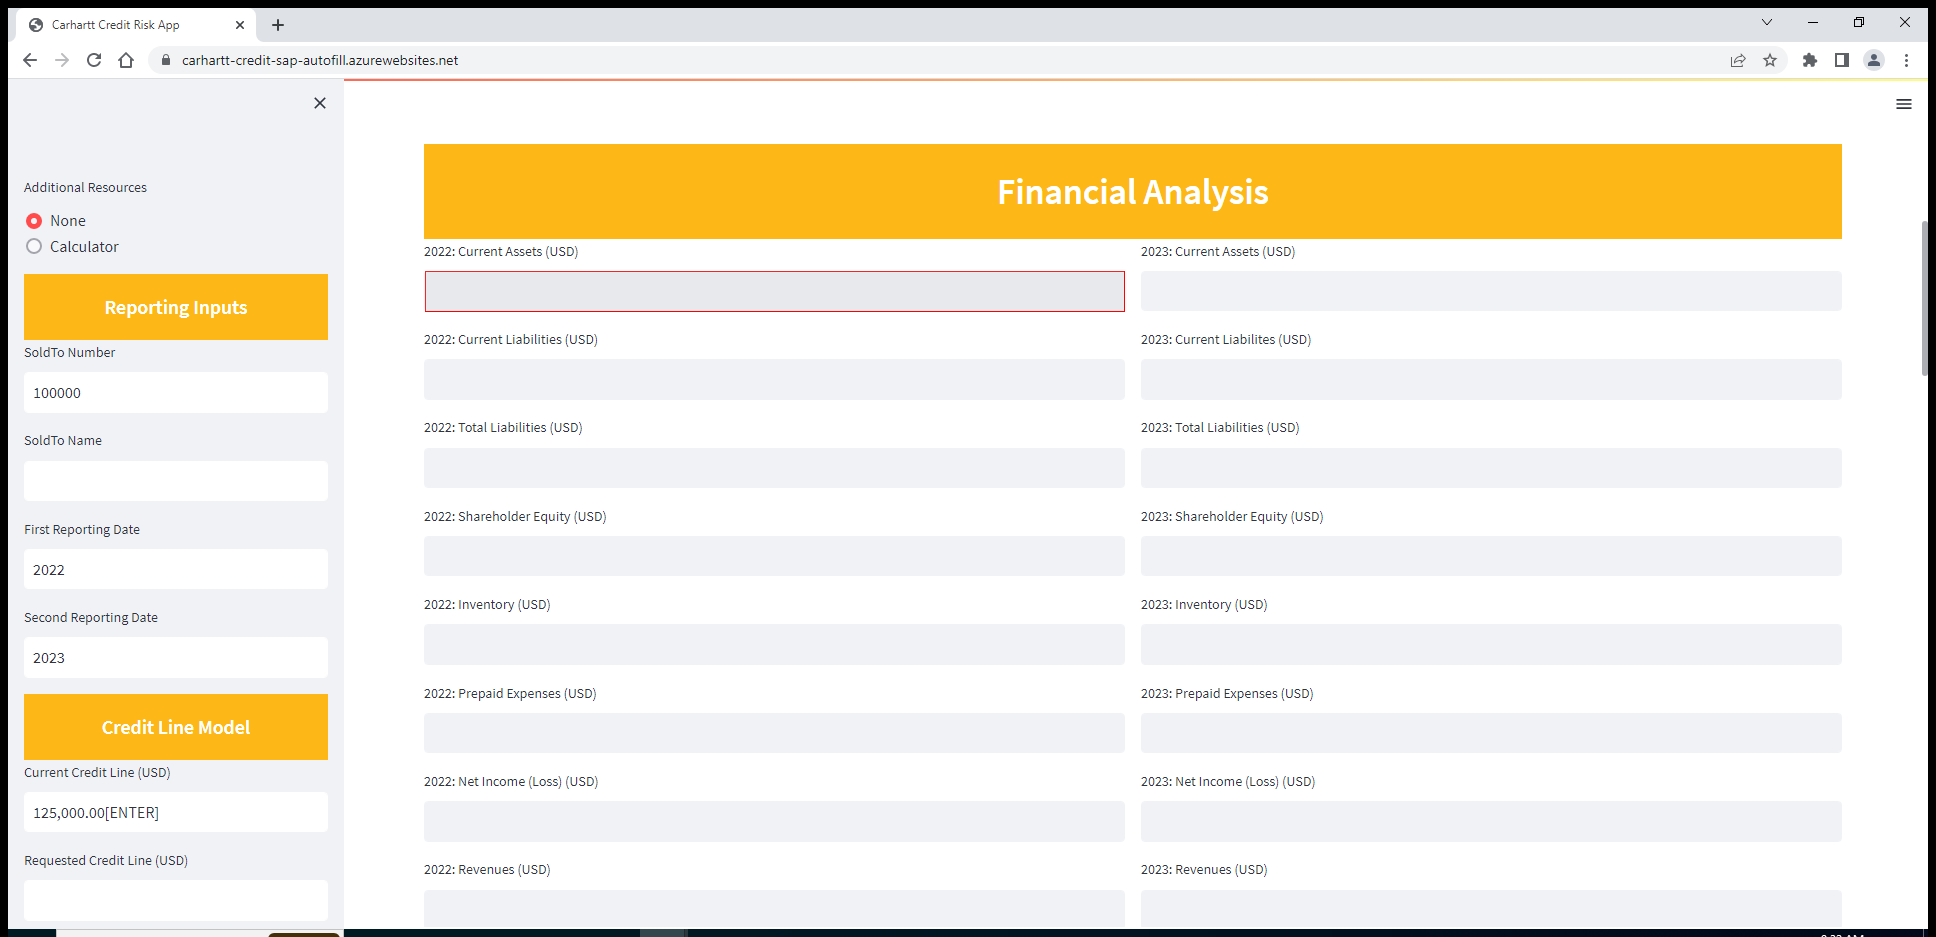 Carhartt Credit Risk App
carhartt-credit-sap-autofill.azurewebsites.net
Additional Resources
None
Calculator
Reporting Inputs
SoldTo Number
100000
SoldTo Name
First Reporting Date
2022
Second Reporting Date
2023
Credit Line Model
Current Credit Line (USD)
125,000.00[ENTER]
Requested Credit Line (USD)
Financial Analysis
2022: Current Assets (USD)
2023: Current Assets (USD)
2022: Current Liabilities (USD)
2023: Current Liabilites (USD)
2022: Total Liabilities (USD)
2023: Total Liabilities (USD)
2022: Shareholder Equity (USD)
2023: Shareholder Equity (USD)
2022: Inventory (USD)
2023: Inventory (USD)
2022: Prepaid Expenses (USD)
2023: Prepaid Expenses (USD)
2022: Net Income (Loss) (USD)
2023: Net Income (Loss) (USD)
2022: Revenues (USD)
2023: Revenues (USD)